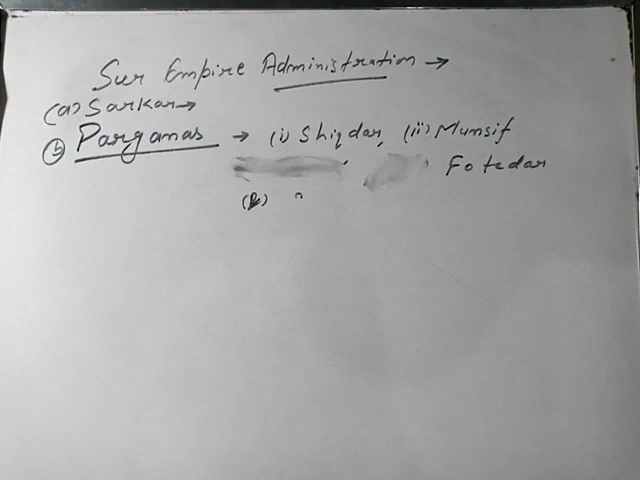 Sur Empire Administration →
(a) Sarkar →
(b) Parganas → (i) Shiqdar, (ii) Munsif
Fotedar